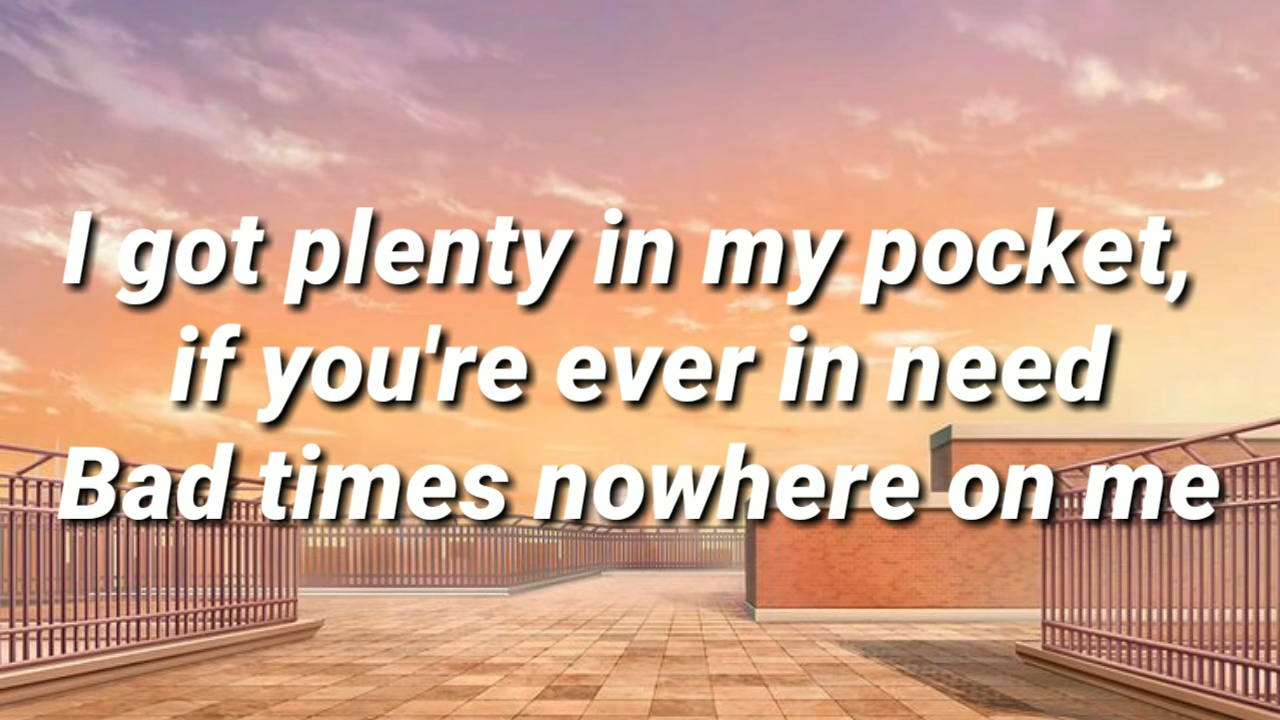 I got plenty in my pocket,
if you're ever in need
Bad times nowhere on me